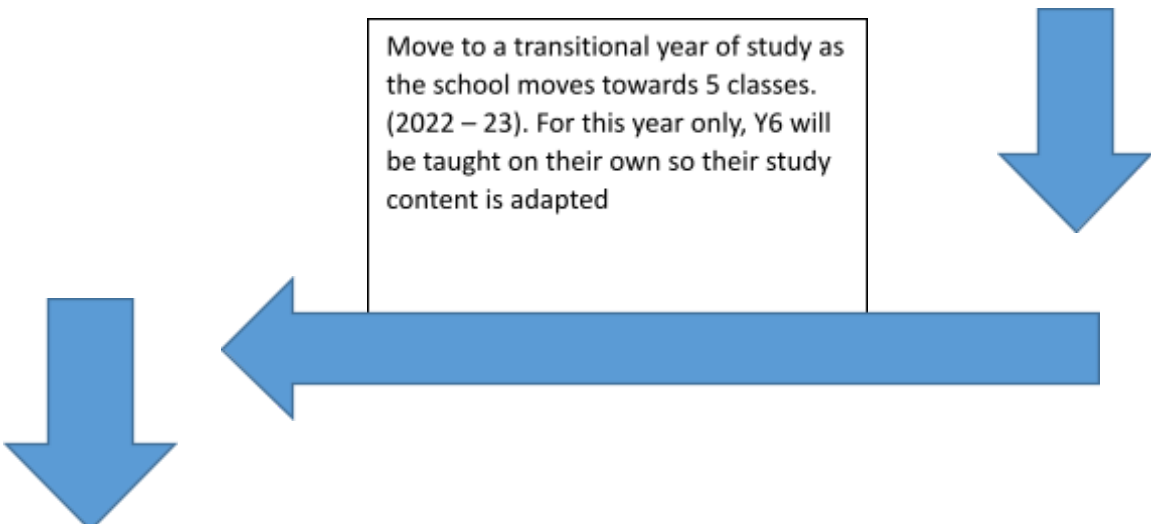 Move to a transitional year of study as
the school moves towards 5 classes.
(2022 – 23). For this year only, Y6 will
be taught on their own so their study
content is adapted